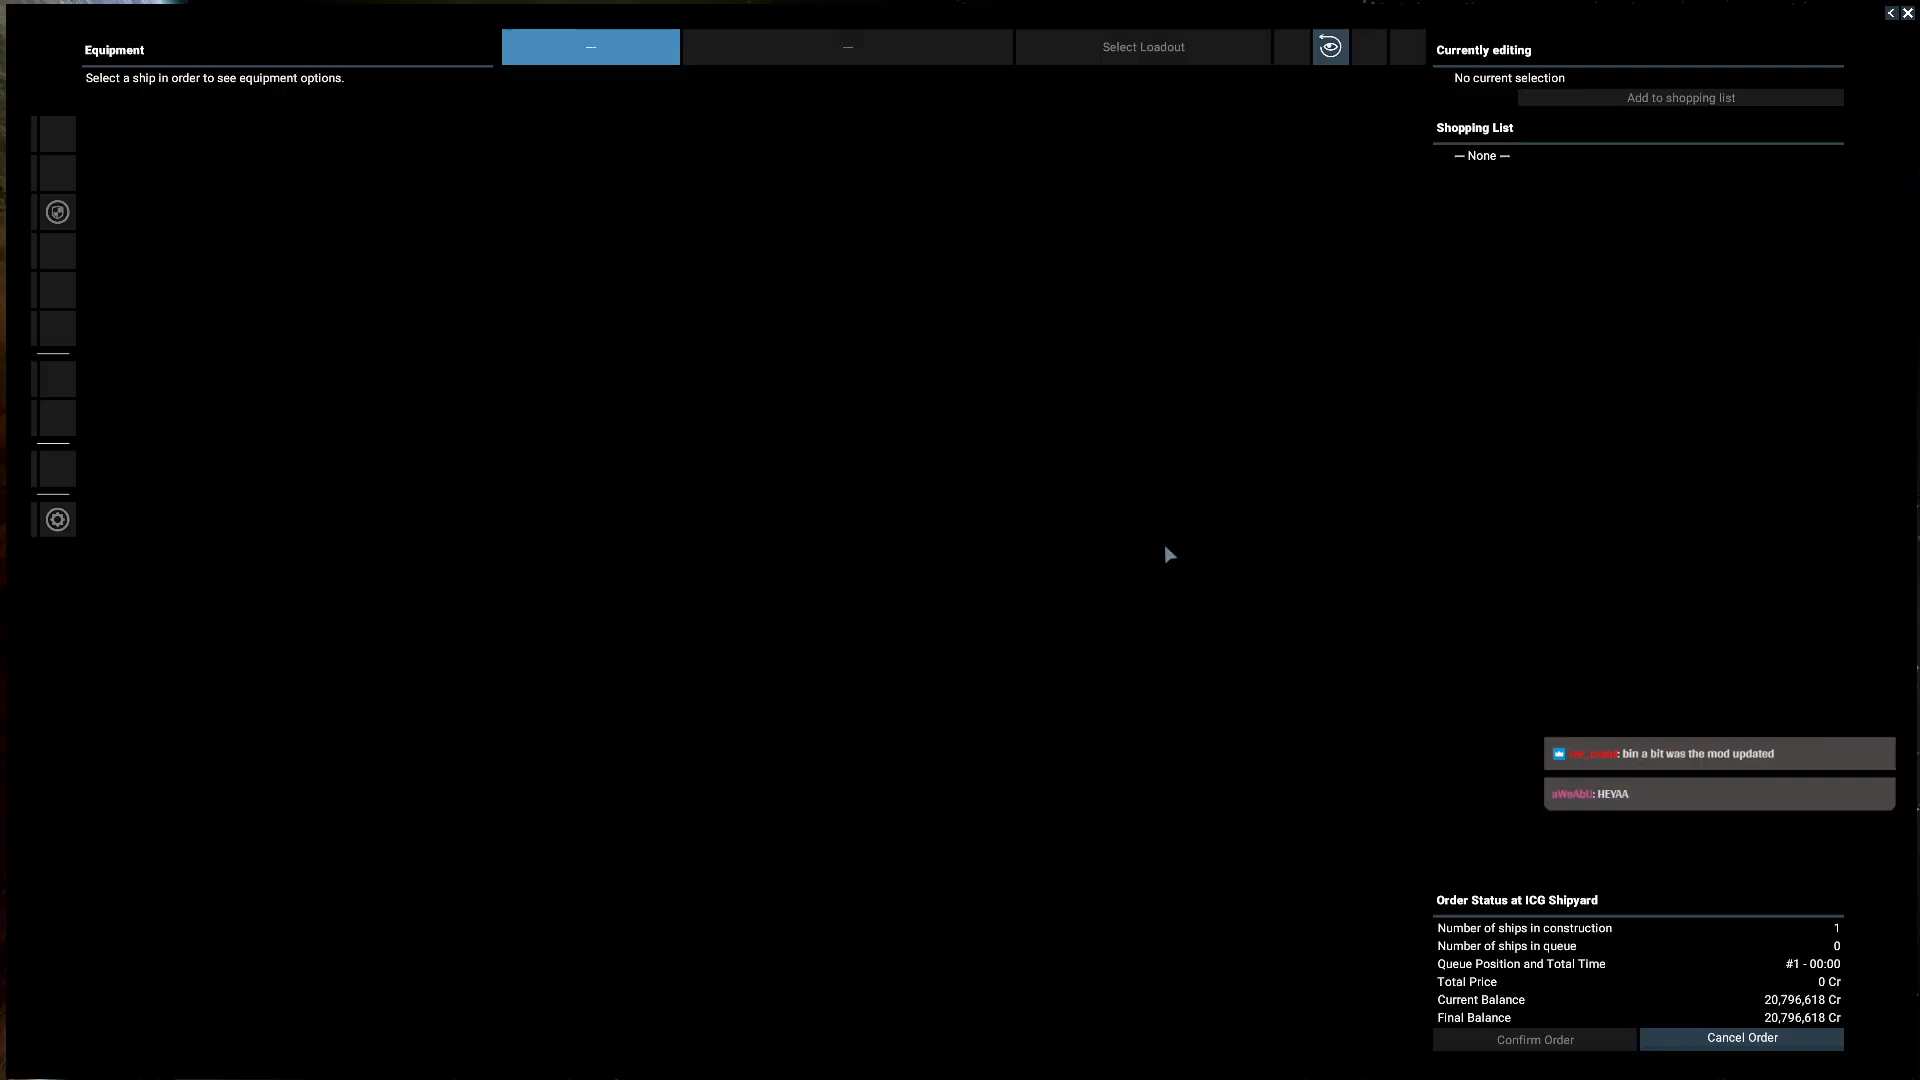 Equipment
Select a ship in order to see equipment options.
---
---
Select Loadout
Currently editing
No current selection
Add to shopping list
Shopping List
--- None ---
: bin a bit was the mod updated
aWeAbU: HEYAA
Order Status at ICG Shipyard
Number of ships in construction 1
Number of ships in queue 0
Queue Position and Total Time #1 - 00:00
Total Price 0 Cr
Current Balance 20,796,618 Cr
Final Balance 20,796,618 Cr
Confirm Order
Cancel Order